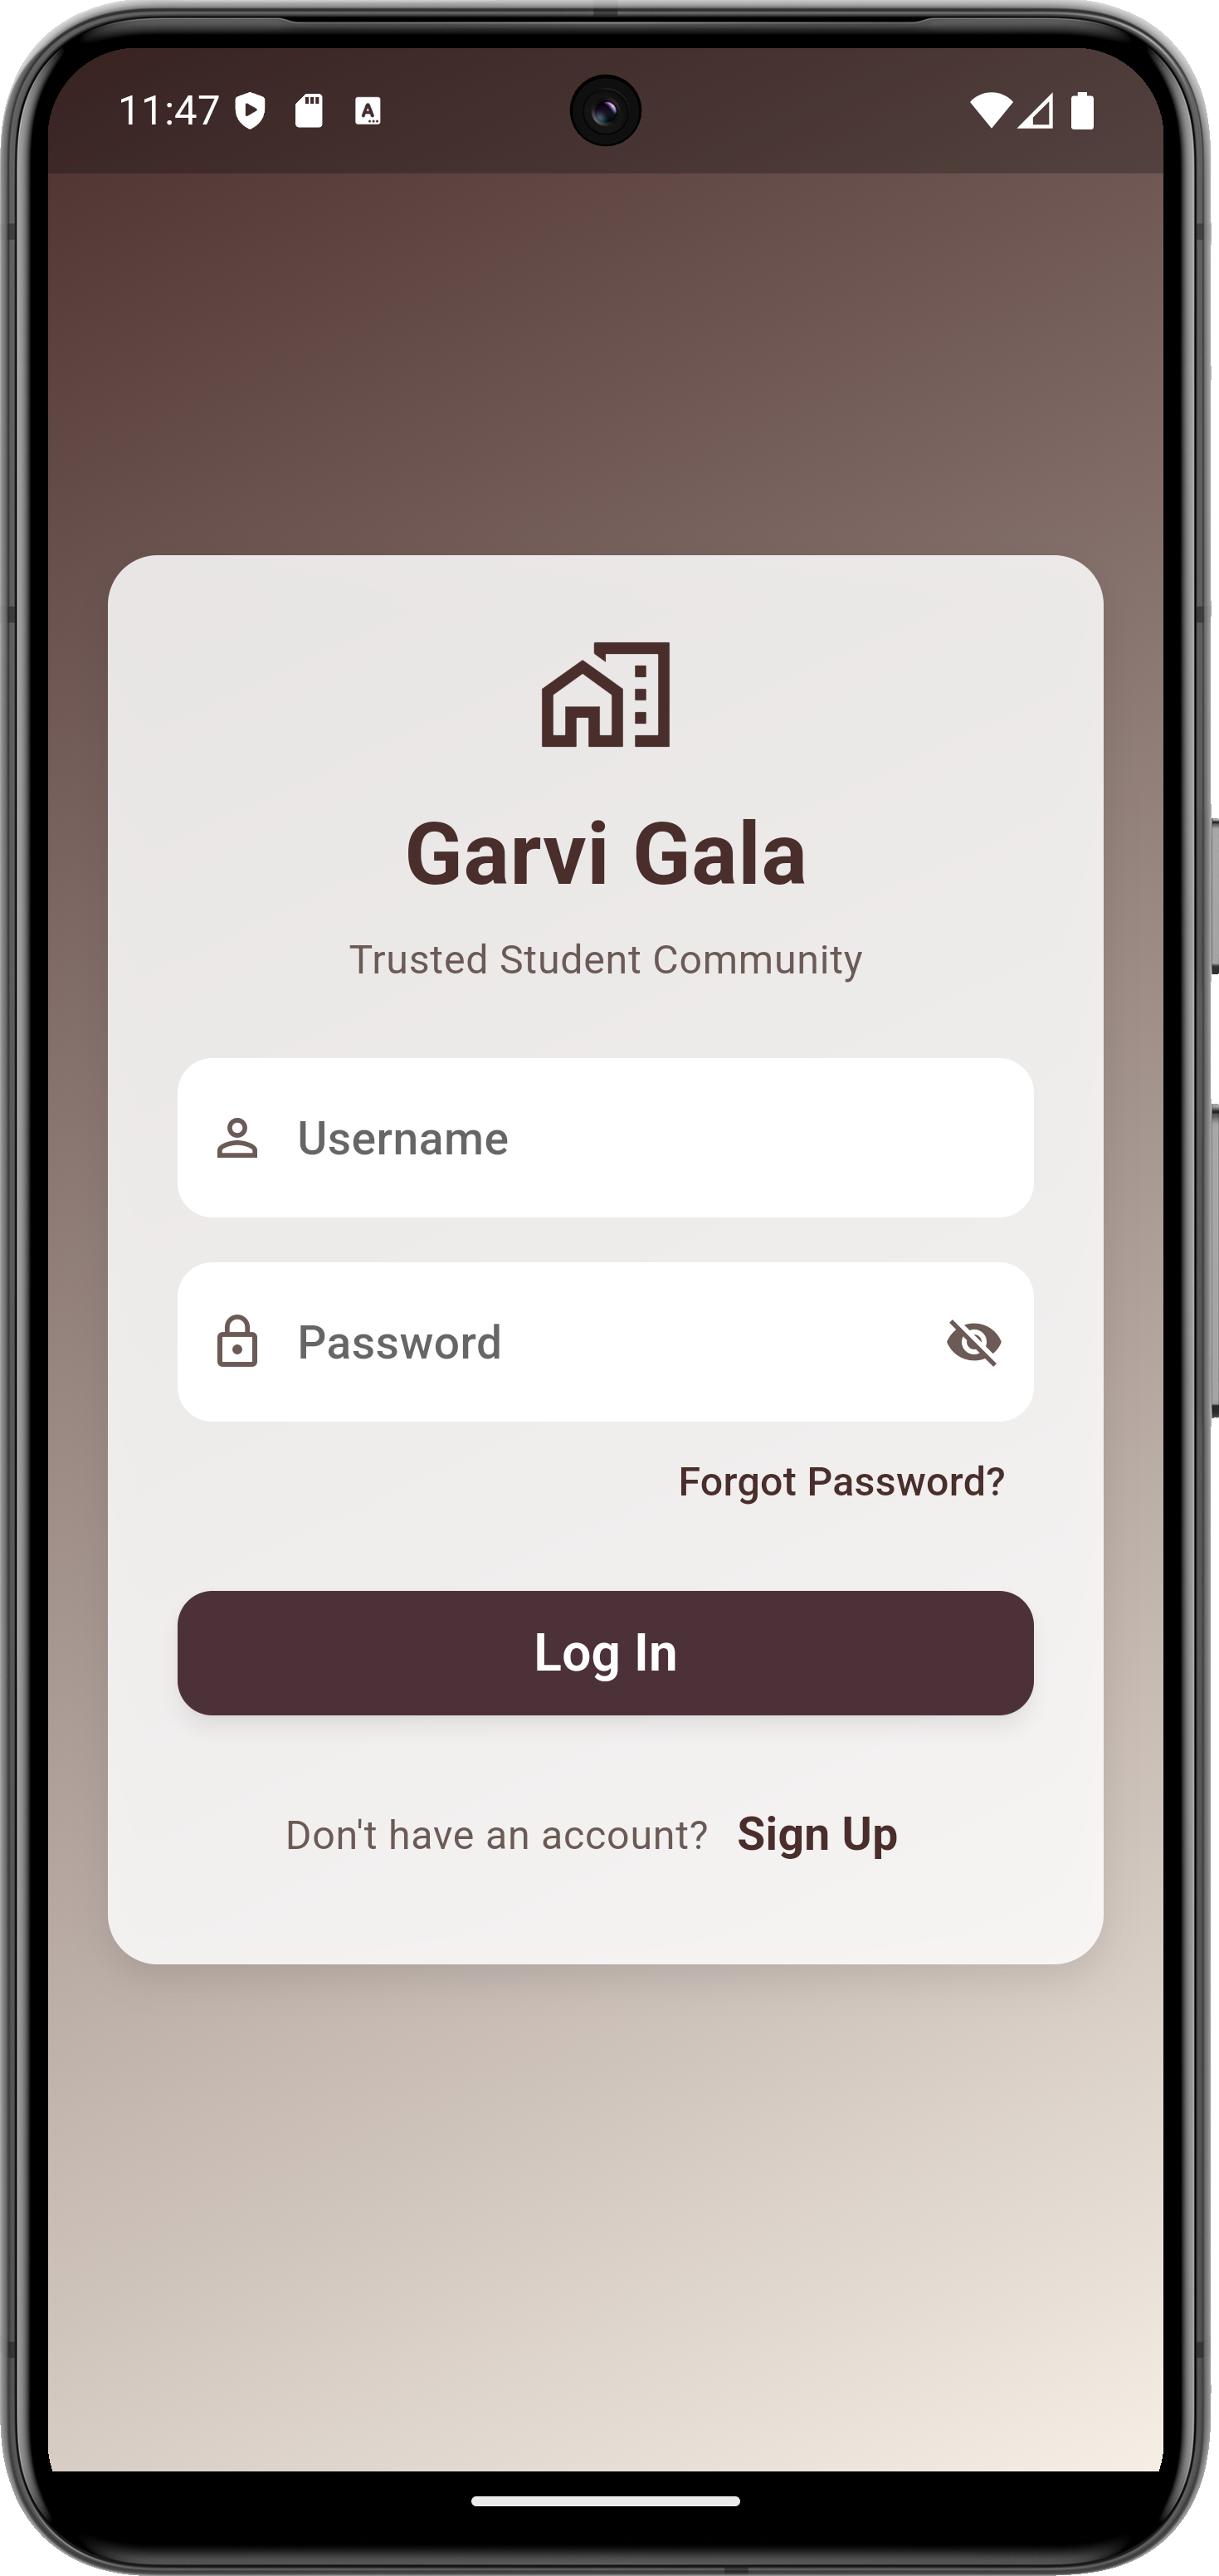 11:47
Garvi Gala
Trusted Student Community
Username
Password
Forgot Password?
Log In
Don't have an account? Sign Up